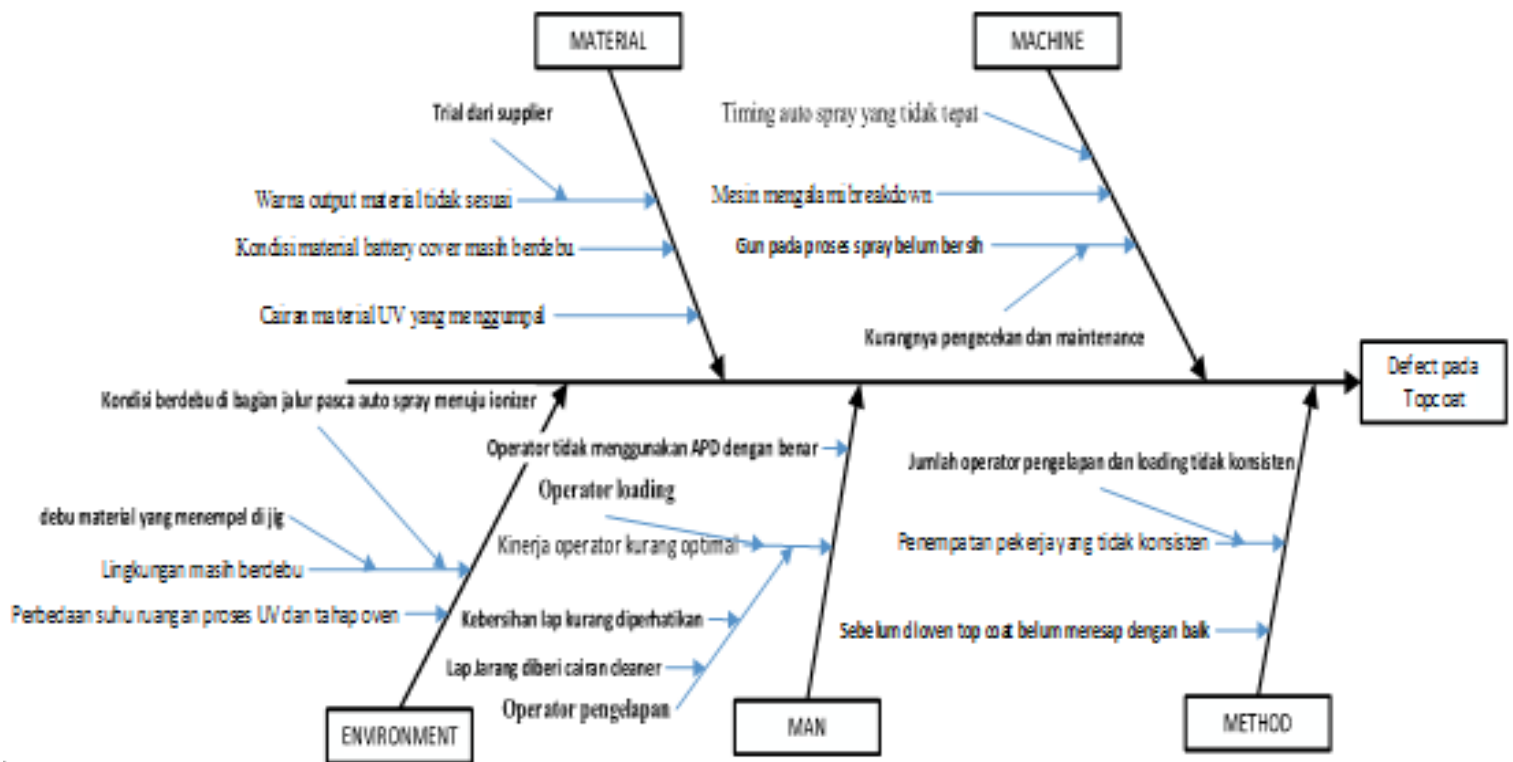 MATERIAL
MACHINE
Trial dari supplier
Timing auto spray yang tidak tepat
Warna output material tidak sesuai
Mesin mengalami breakdown
Kondisi material battery cover masih berdebu
Gun pada proses spray belum bersih
Cairan material UV yang menggumpal
Kurangnya pengecekan dan maintenance
Defect pada
Topcoat
Kondisi berdebu di bagian jalur pasca auto spray menuju ionizer
Operator tidak menggunakan APD dengan benar
Jumlah operator pengelapan dan loading tidak konsisten
Operator loading
debu material yang menempel di jig
Kinerja operator kurang optimal
Penempatan pekerja yang tidak konsisten
Lingkungan masih berdebu
Perbedaan suhu ruangan proses UV dan tahap oven
Kebersihan lap kurang diperhatikan
Sebelum dioven top coat belum meresap dengan baik
Lap Jarang diberi cairan cleaner
Operator pengelapan
ENVIRONMENT
MAN
METHOD